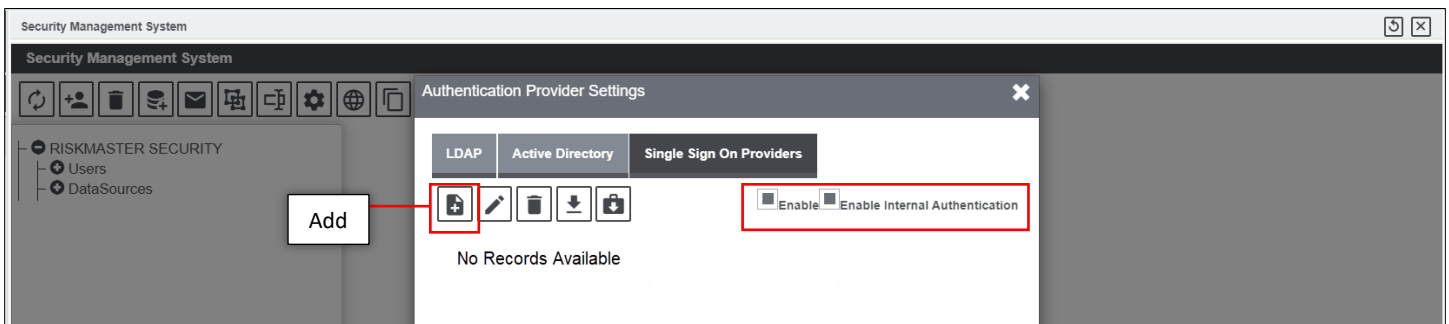 Security Management System
Security Management System
Authentication Provider Settings
RISKMASTER SECURITY
Users
DataSources
LDAP Active Directory Single Sign On Providers
Add
Enable Enable Internal Authentication
No Records Available